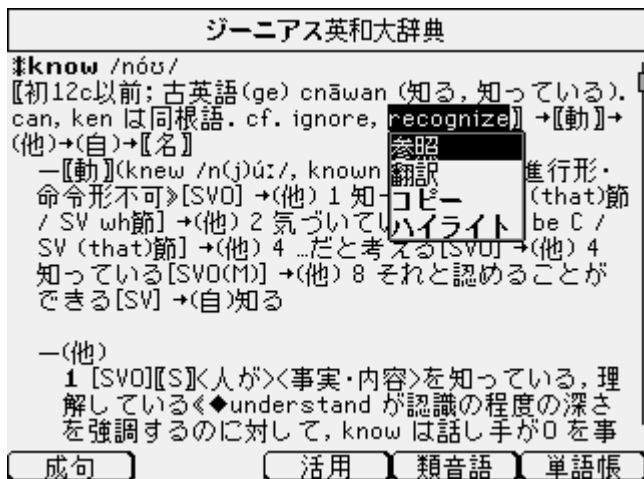 ジーニアス英和大辞典
⁑know /nóʊ/
〖初12c以前; 古英語(ge) cnāwan (知る, 知っている).
can, ken は同根語. cf. ignore, recognize〗 →〖動〗→
(他)→(自)→〖名〗
参照
翻訳
コピー
ハイライト
―〖動〗(knew /n(j)úː/, known 進行形・
命令形不可》[SVO] →(他) 1 知 (that)節
/ SV wh節] →(他) 2 気づいてい be C /
SV (that)節] →(他) 4 …だと考える[SVO] →(他) 4
知っている[SVO(M)] →(他) 8 それと認めることが
できる[SV] →(自)知る
―(他)
1 [SVO]〖S〗<人が><事実・内容>を知っている, 理
解している《◆understand が認識の程度の深さ
を強調するのに対して, know は話し手がO を事
成句 活用 類音語 単語帳